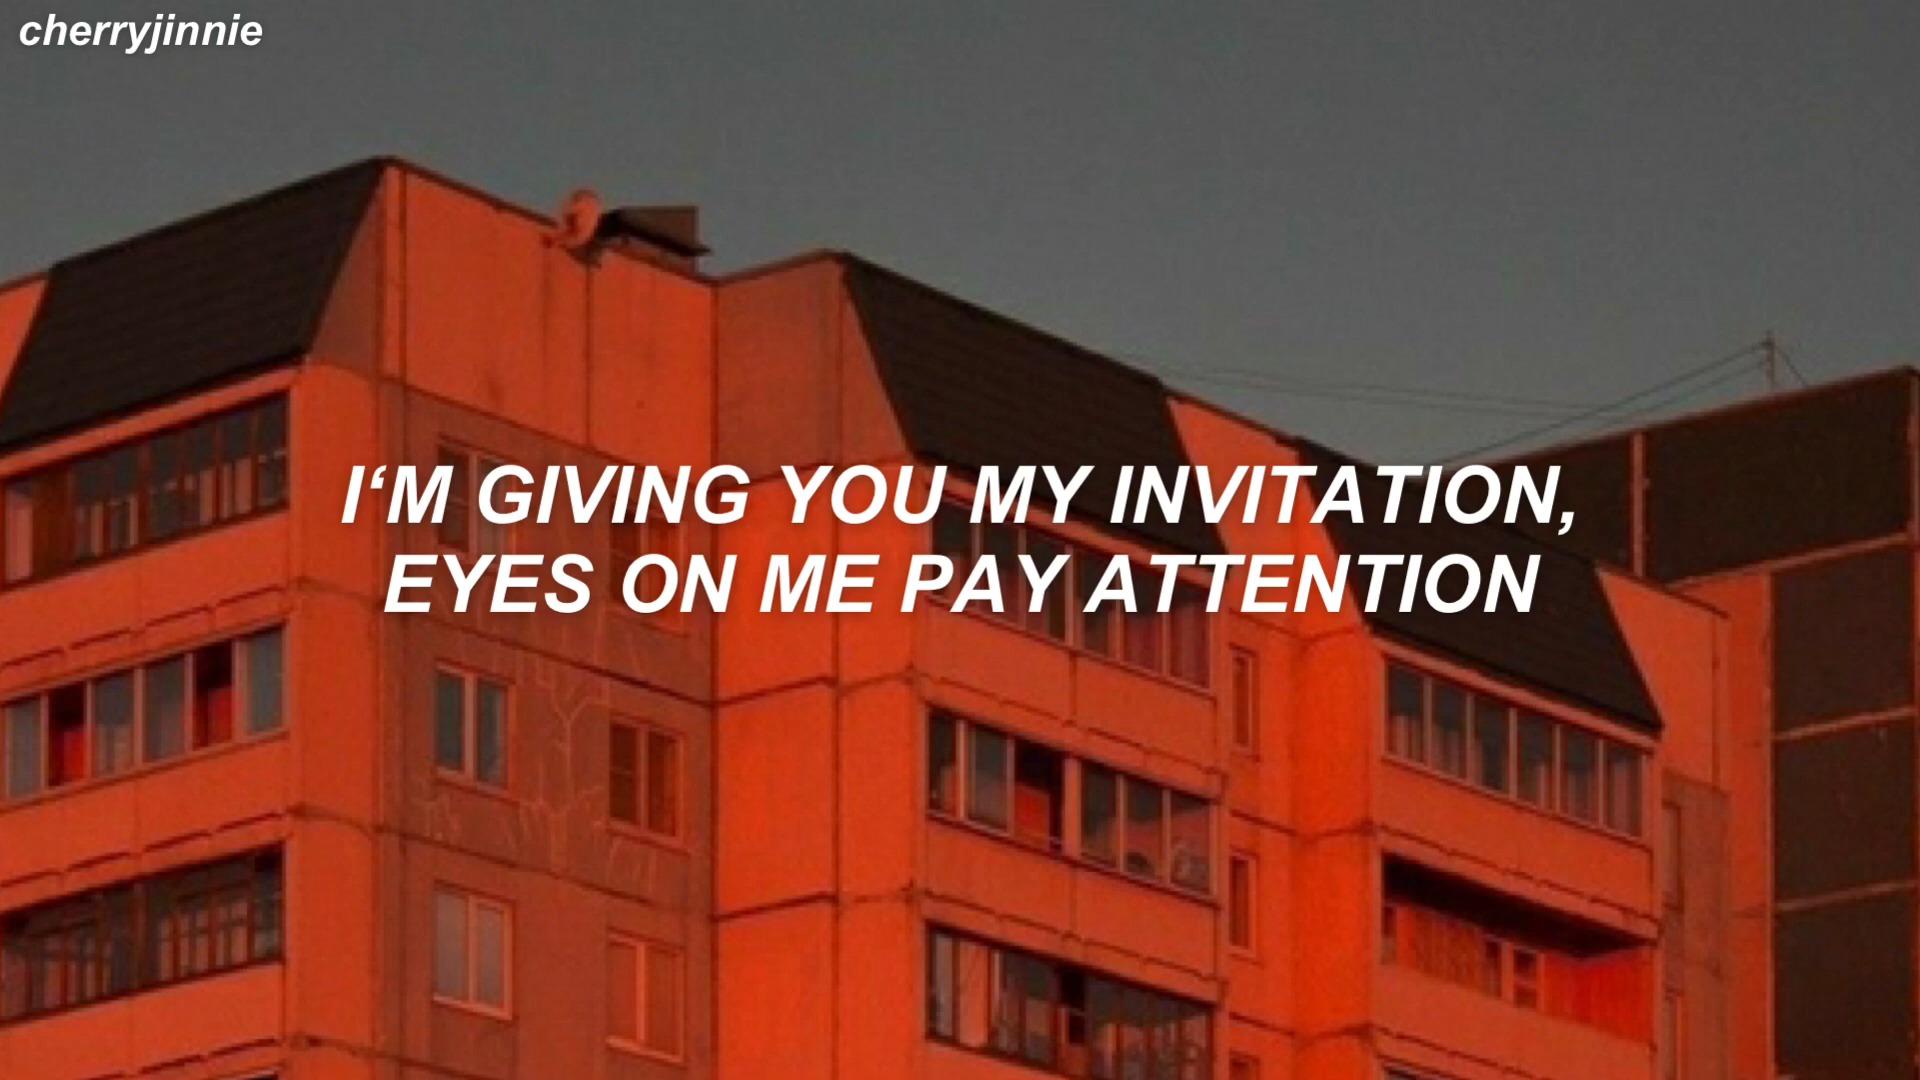 cherryjinnie
I‘M GIVING YOU MY INVITATION,
EYES ON ME PAY ATTENTION